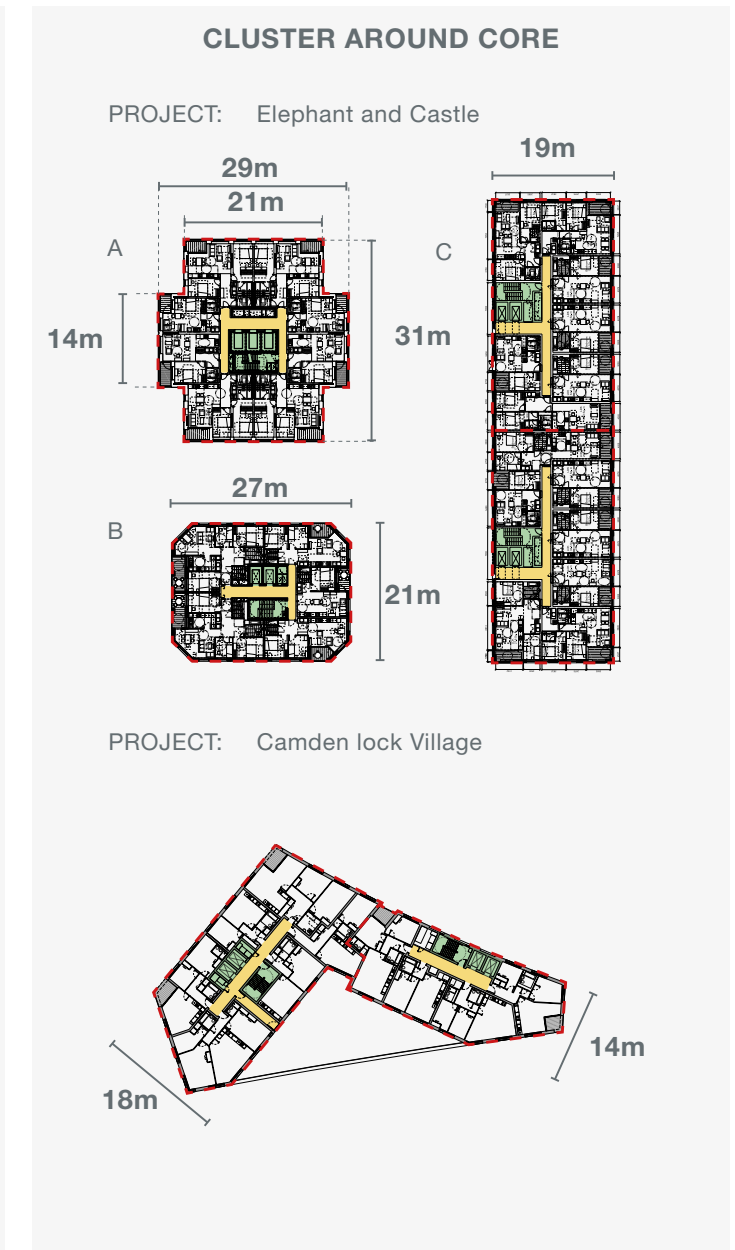 CLUSTER AROUND CORE
PROJECT: Elephant and Castle
19m
29m
21m
A
C
14m
31m
27m
B
21m
PROJECT: Camden lock Village
14m
18m